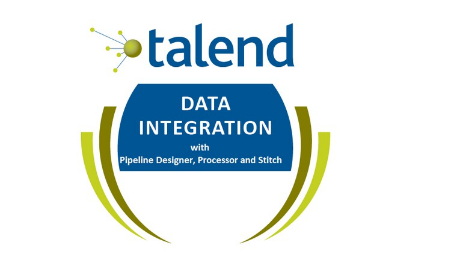 talend
DATA
INTEGRATION
with
Pipeline Designer, Processor and Stitch